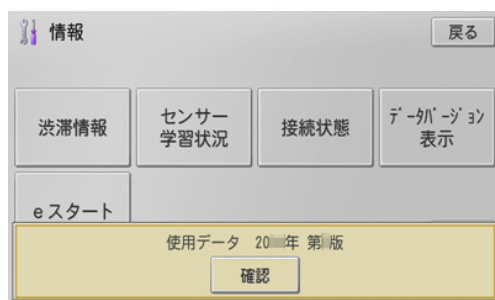 情報
戻る
渋滞情報
センサー
学習状況
接続状態
ﾃﾞｰﾀﾊﾞｰｼﾞｮﾝ
表示
eスタート
使用データ 20 年 第 版
確認